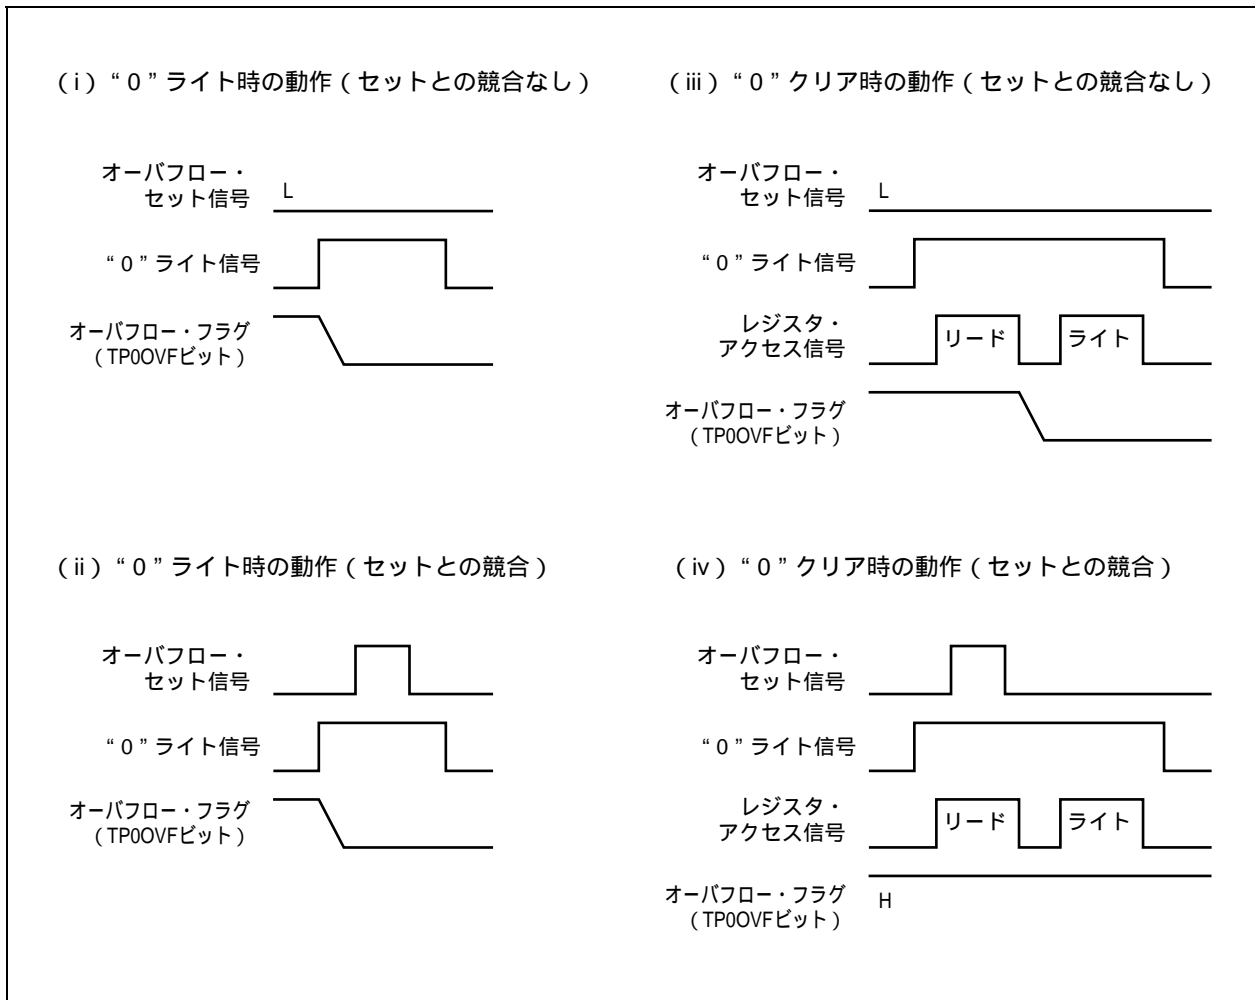 （i）“0”ライト時の動作（セットとの競合なし）
オーバフロー・
セット信号
L
“0”ライト信号
オーバフロー・フラグ
（TP0OVFビット）
（iii）“0”クリア時の動作（セットとの競合なし）
オーバフロー・
セット信号
L
“0”ライト信号
レジスタ・
アクセス信号
リード
ライト
オーバフロー・フラグ
（TP0OVFビット）
（ii）“0”ライト時の動作（セットとの競合）
オーバフロー・
セット信号
“0”ライト信号
オーバフロー・フラグ
（TP0OVFビット）
（iv）“0”クリア時の動作（セットとの競合）
オーバフロー・
セット信号
“0”ライト信号
レジスタ・
アクセス信号
リード
ライト
オーバフロー・フラグ
（TP0OVFビット）
H